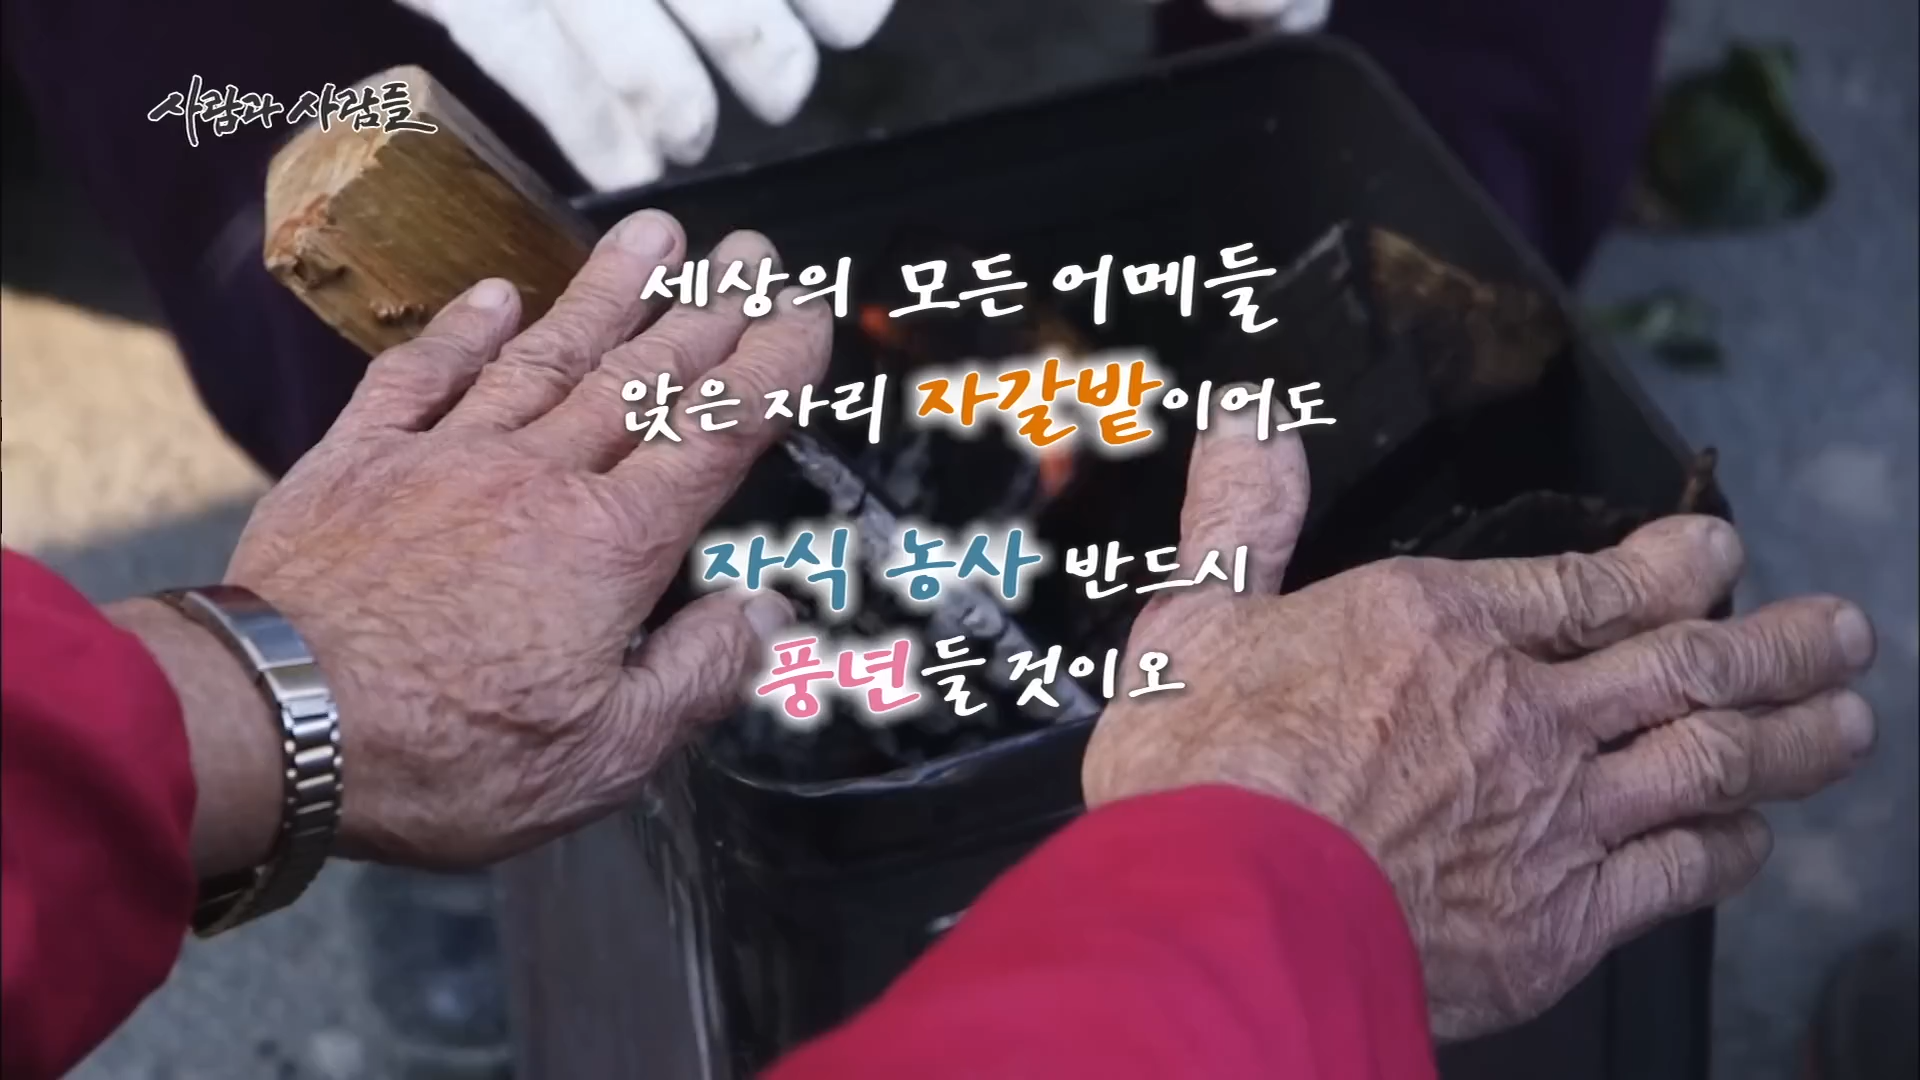 사람과 사람들
세상의 모든 어메들
앉은 자리 자갈밭이어도
자식 농사 반드시
풍년들 것이오